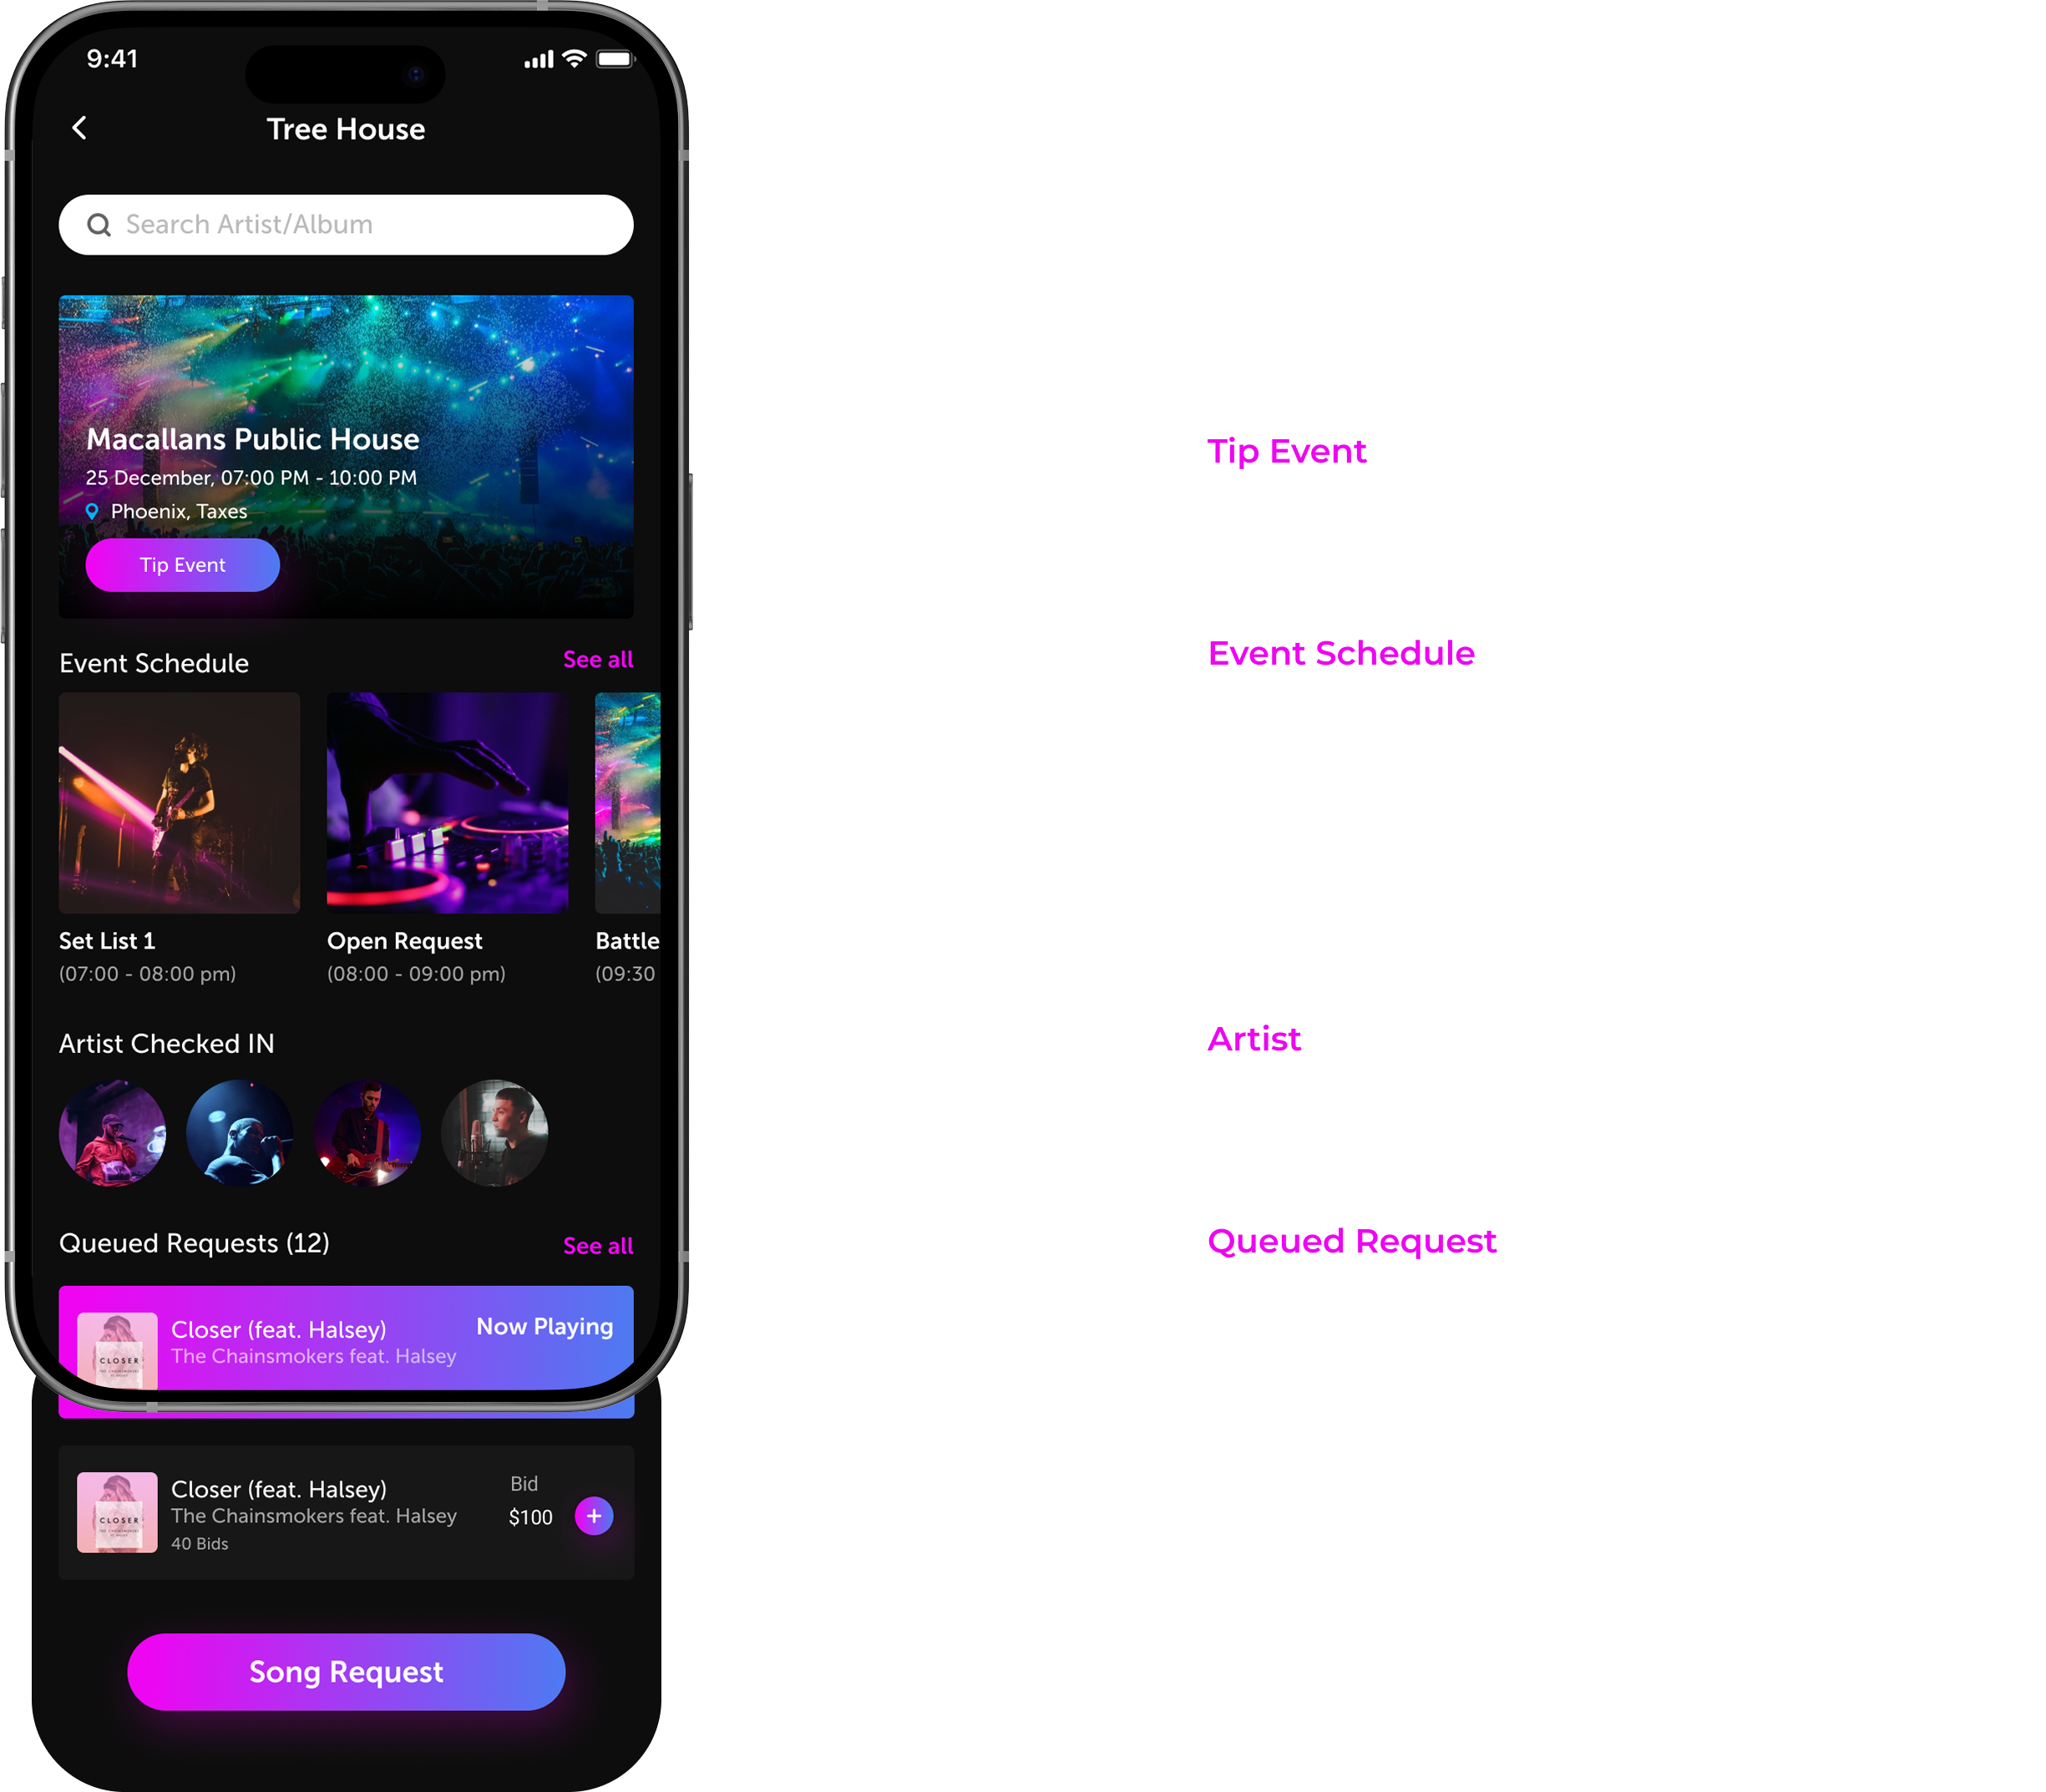 9:41
Tree House
Search Artist/Album
Macallans Public House
25 December, 07:00 PM - 10:00 PM
Phoenix, Taxes
Tip Event
Tip Event
Event Schedule
See all
Event Schedule
Set List 1
Open Request
Battle
(07:00 - 08:00 pm)
(08:00 - 09:00 pm)
(09:30
Artist Checked IN
Artist
Queued Requests (12)
See all
Queued Request
Closer (feat. Halsey)
Now Playing
The Chainsmokers feat. Halsey
CLOSER
Closer (feat. Halsey)
Bid
The Chainsmokers feat. Halsey
$100
40 Bids
CLOSER
Song Request